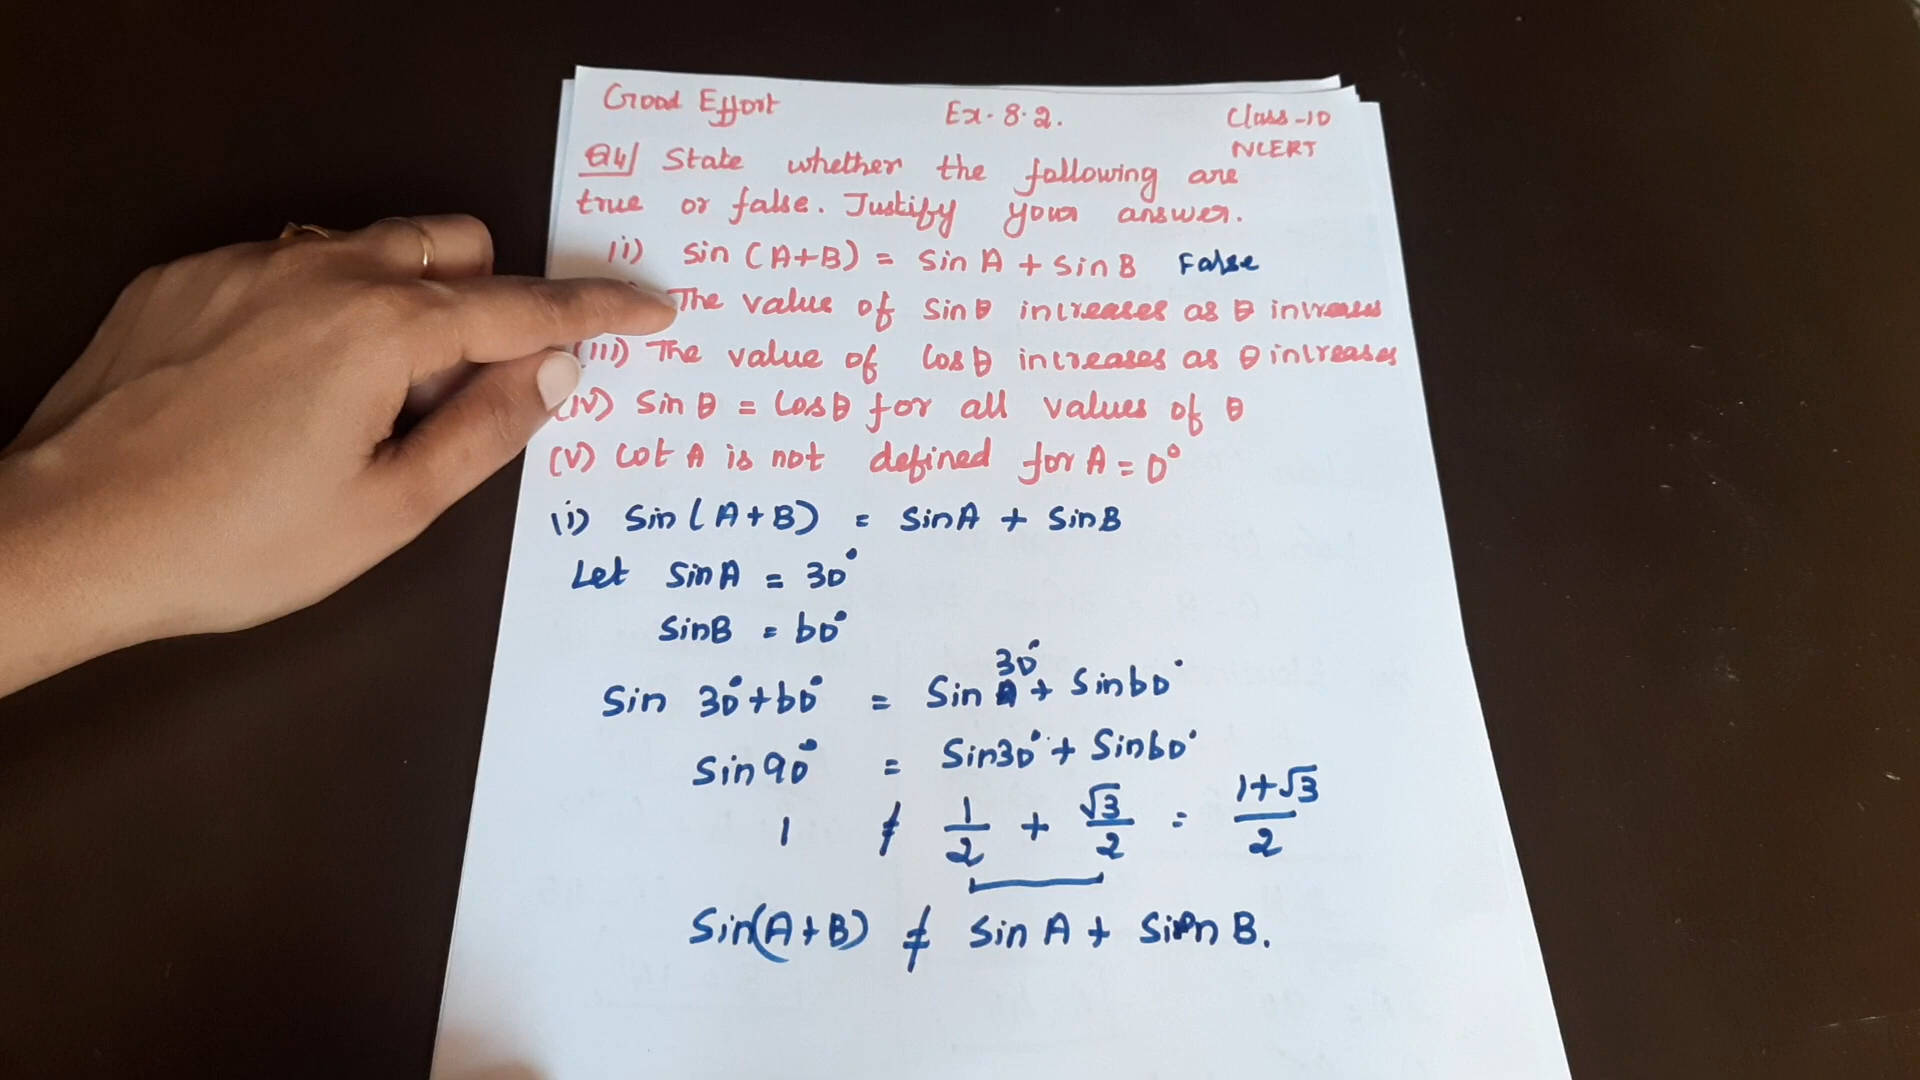 Good Effort Ex. 8.2. Class-10
NCERT
Q4/ State whether the following are
true or false. Justify your answer.
(i) sin (A+B) = sin A + sin B False
The value of sin θ increases as θ increases
(iii) The value of cos θ increases as θ increases
(iv) sin θ = cos θ for all values of θ
(v) cot A is not defined for A = 0°
(i) Sin (A+B) = sinA + sinB
Let sinA = 30°
sinB = 60°
Sin 30°+60° = Sin 30° + Sin60°
Sin90° = Sin30° + Sin60°
1 ≠ 1/2 + √3/2 = 1+√3/2
Sin(A+B) ≠ sin A + sin B.